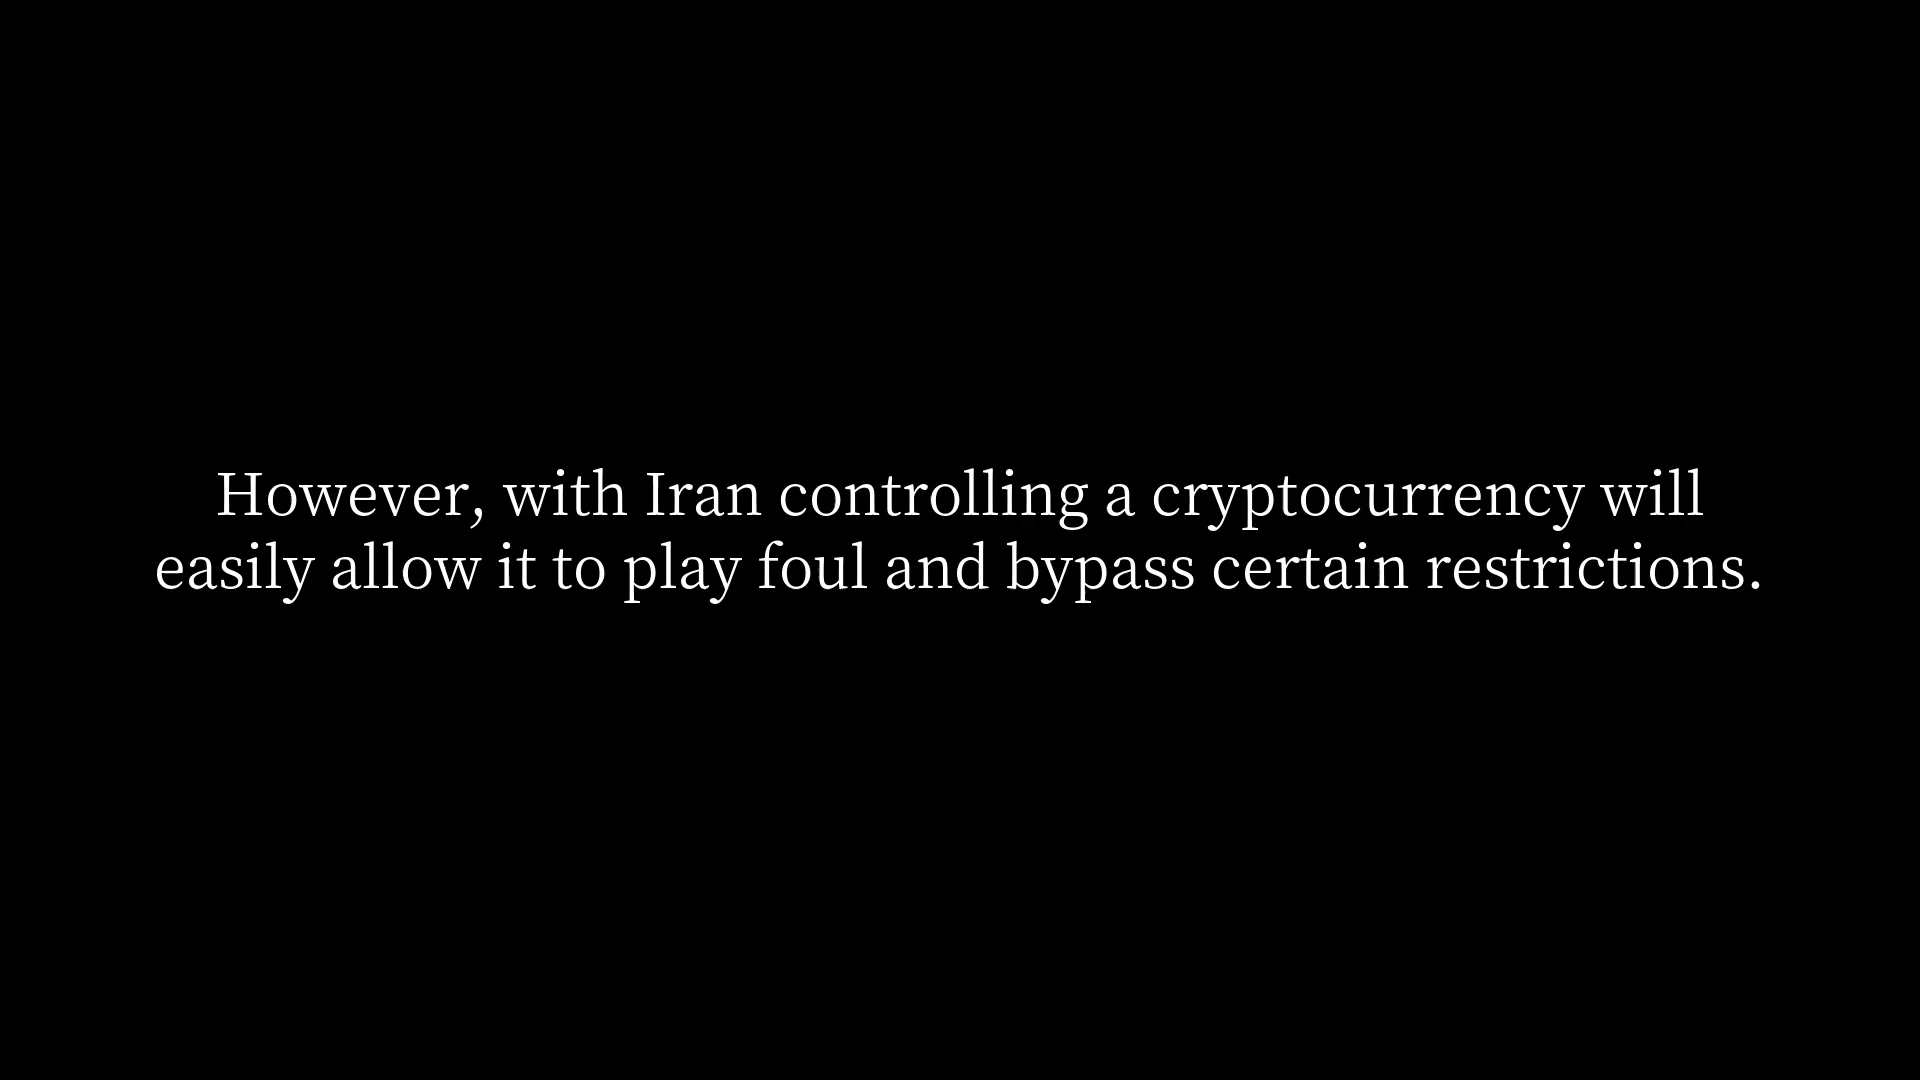 However, with Iran controlling a cryptocurrency will
easily allow it to play foul and bypass certain restrictions.